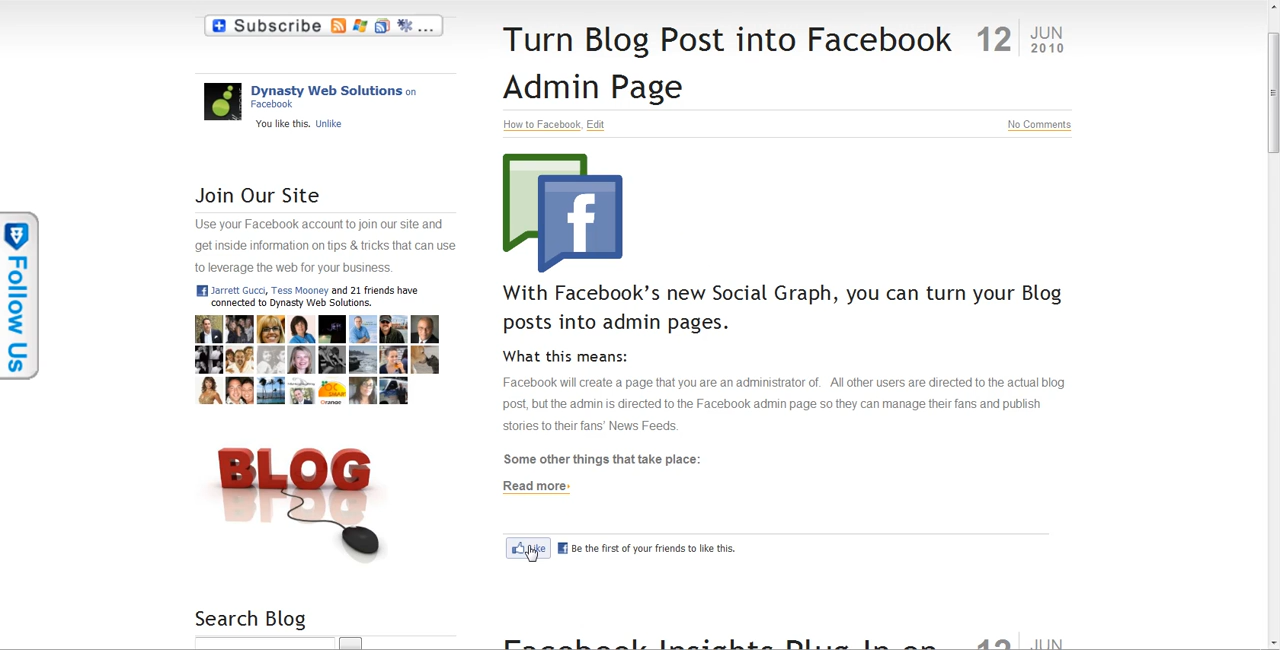 Subscribe ...
Dynasty Web Solutions on
Facebook
You like this. Unlike
Join Our Site
Use your Facebook account to join our site and
get inside information on tips & tricks that can use
to leverage the web for your business.
Jarrett Gucci, Tess Mooney and 21 friends have
connected to Dynasty Web Solutions.
BLOG
Search Blog
Follow Us
Turn Blog Post into Facebook
Admin Page
12 JUN
2010
How to Facebook, Edit
No Comments
f
With Facebook’s new Social Graph, you can turn your Blog
posts into admin pages.
What this means:
Facebook will create a page that you are an administrator of. All other users are directed to the actual blog
post, but the admin is directed to the Facebook admin page so they can manage their fans and publish
stories to their fans’ News Feeds.
Some other things that take place:
Read more›
Like
Be the first of your friends to like this.
Facebook Insights Plug-In on
12 JUN